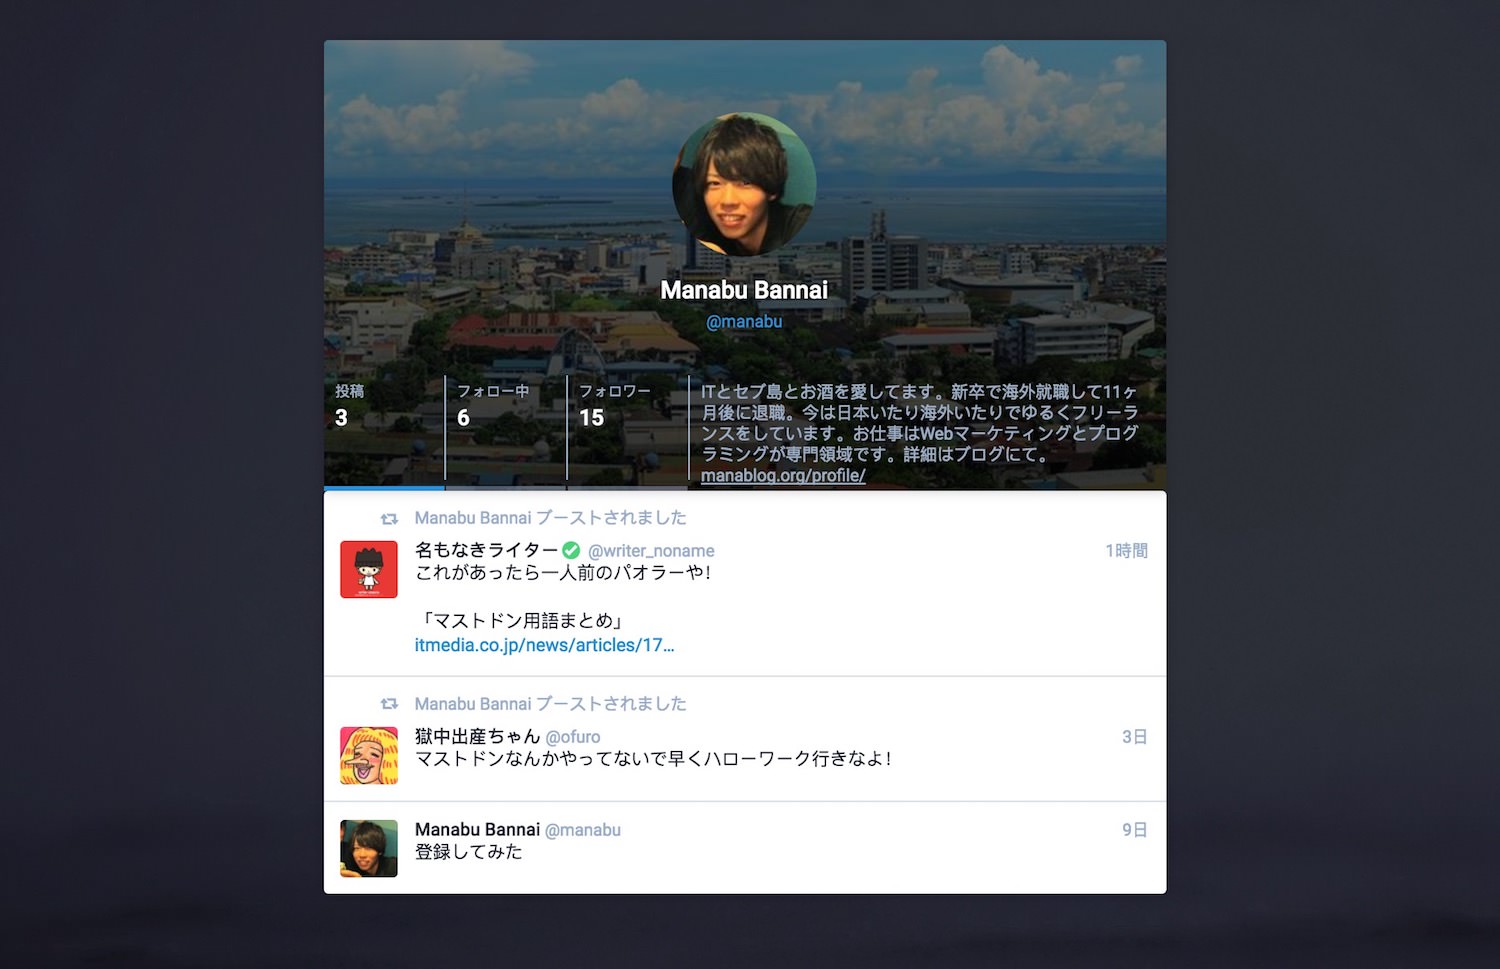 Manabu Bannai
@manabu
投稿
3
フォロー中
6
フォロワー
15
ITとセブ島とお酒を愛してます。新卒で海外就職して11ヶ
月後に退職。今は日本いたり海外いたりでゆるくフリーラ
ンスをしています。お仕事はWebマーケティングとプログ
ラミングが専門領域です。詳細はブログにて。
manablog.org/profile/
Manabu Bannai ブーストされました
名もなきライター @writer_noname 1時間
これがあったら一人前のパオラーや!
「マストドン用語まとめ」
itmedia.co.jp/news/articles/17...
Manabu Bannai ブーストされました
獄中出産ちゃん @ofuro 3日
マストドンなんかやってないで早くハローワーク行きなよ!
Manabu Bannai @manabu 9日
登録してみた